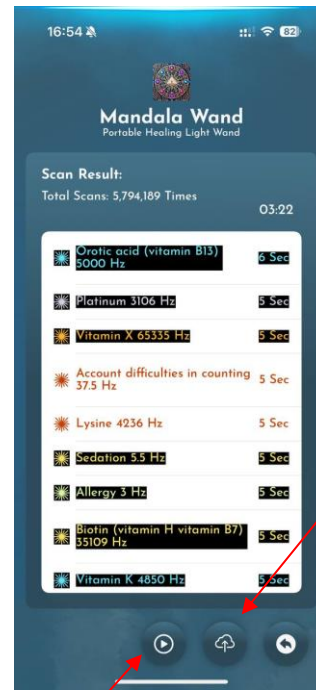 16:54
82
Mandala Wand
Portable Healing Light Wand
Scan Result:
Total Scans: 5,794,189 Times
03:22
Orotic acid (vitamin B13)
5000 Hz
6 Sec
Platinum 3106 Hz
5 Sec
Vitamin X 65335 Hz
5 Sec
Account difficulties in counting
37.5 Hz
5 Sec
Lysine 4236 Hz
5 Sec
Sedation 5.5 Hz
5 Sec
Allergy 3 Hz
5 Sec
Biotin (vitamin H vitamin B7)
35109 Hz
5 Sec
Vitamin K 4850 Hz
5 Sec